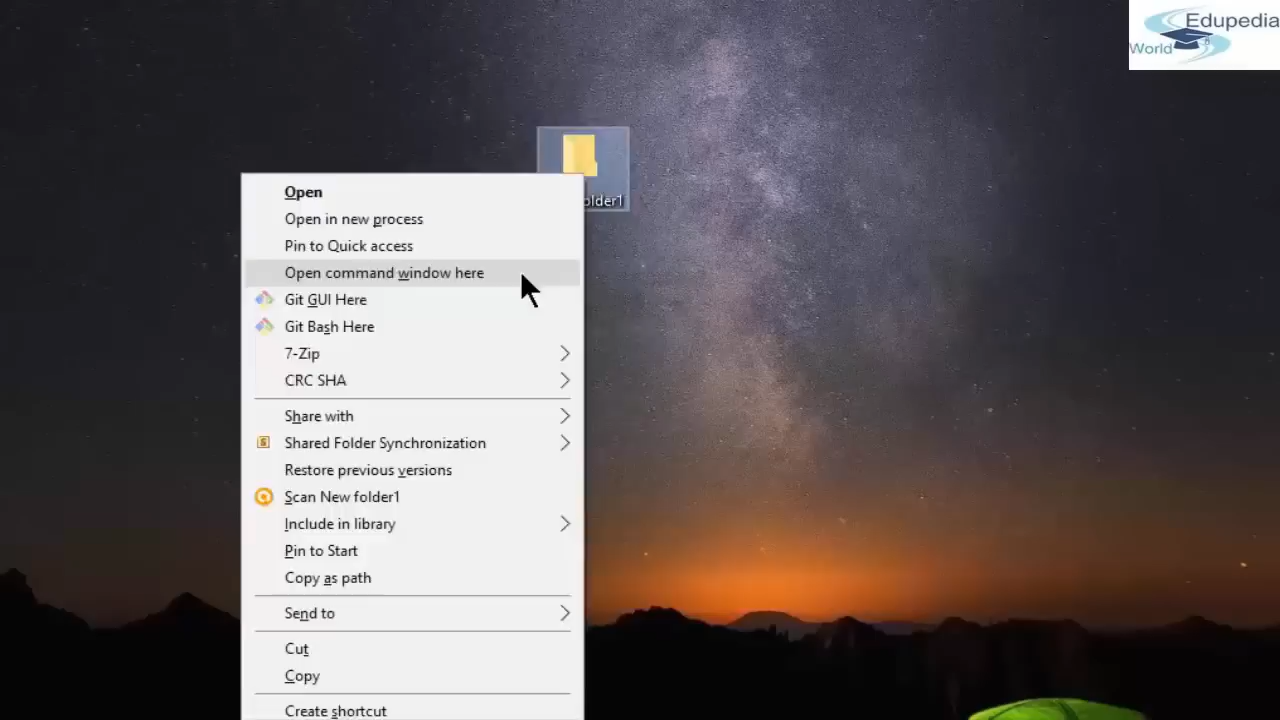 Edupedia
World
older1
Open
Open in new process
Pin to Quick access
Open command window here
Git GUI Here
Git Bash Here
7-Zip
CRC SHA
Share with
Shared Folder Synchronization
Restore previous versions
Scan New folder1
Include in library
Pin to Start
Copy as path
Send to
Cut
Copy
Create shortcut